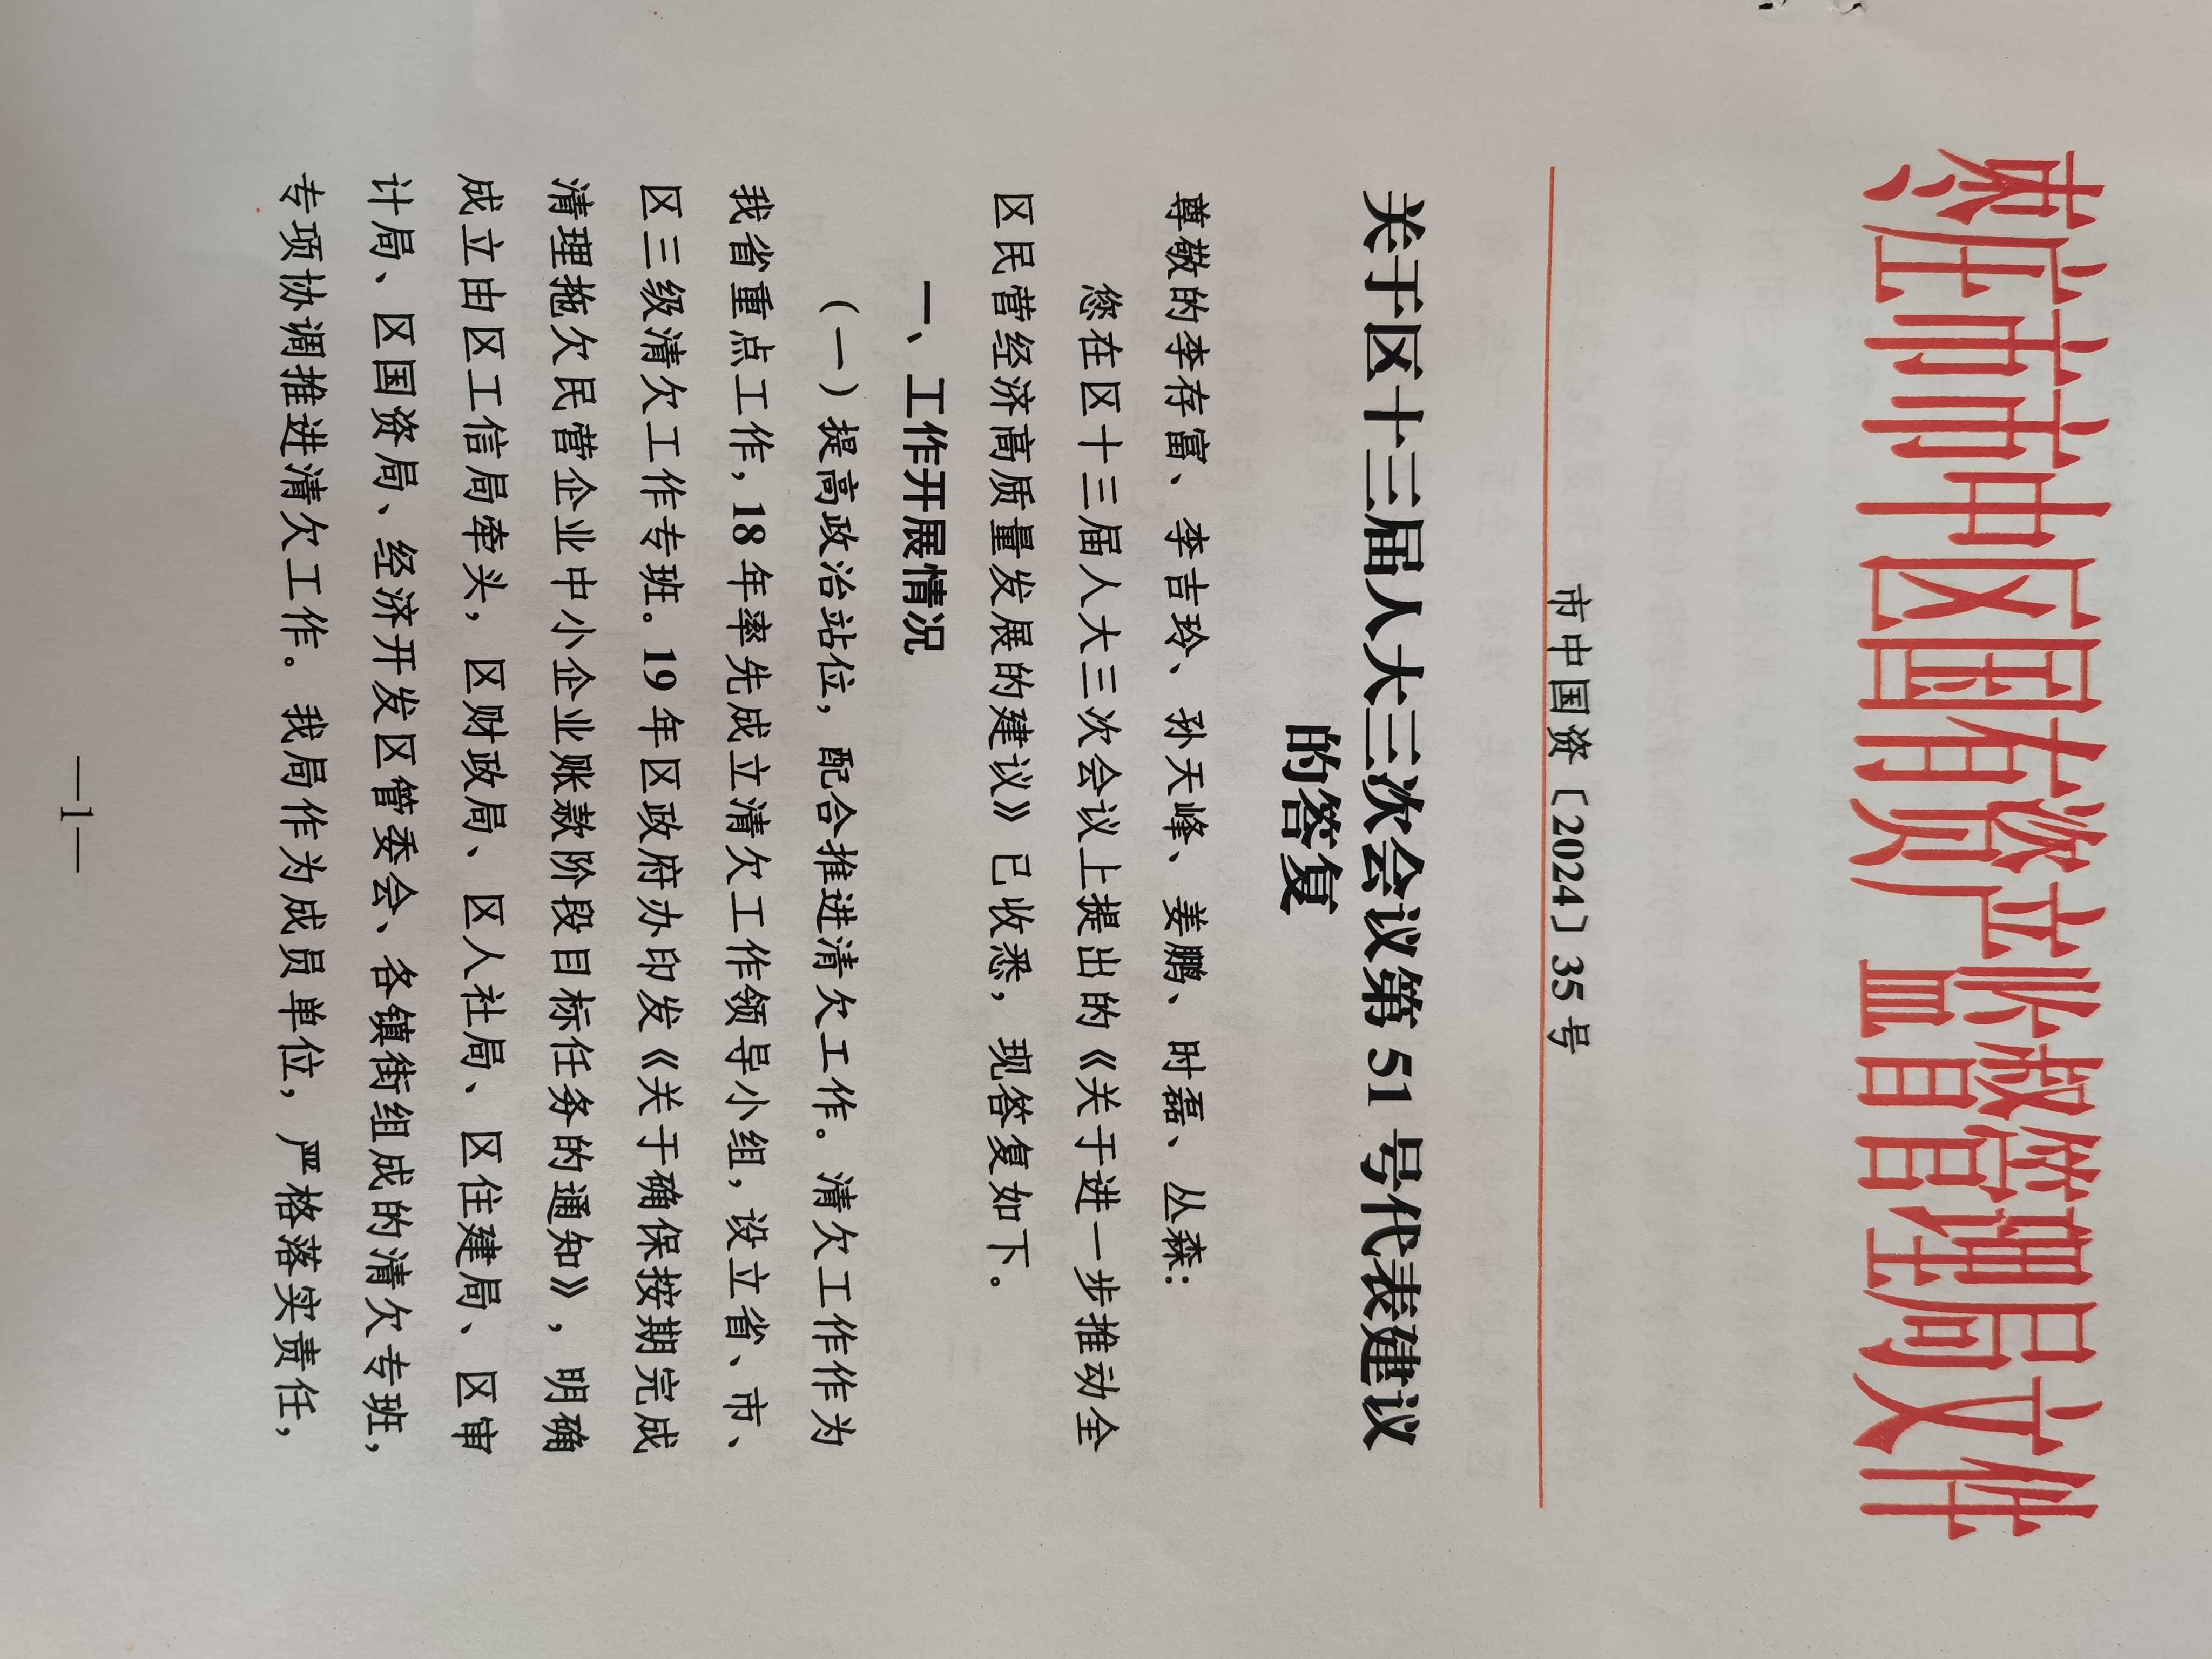 枣庄市市中区国有资产监督管理局文件
市中国资〔2024〕35号
关于区十三届人大三次会议第 51 号代表建议
的答复
尊敬的李存富、李吉玲、孙天峰、姜鹏、时磊、丛森:
您在区十三届人大三次会议上提出的《关于进一步推动全
区民营经济高质量发展的建议》已收悉，现答复如下。
一、工作开展情况
（一）提高政治站位，配合推进清欠工作。清欠工作作为
我省重点工作，18 年率先成立清欠工作领导小组，设立省、市、
区三级清欠工作专班。19 年区政府办印发《关于确保按期完成
清理拖欠民营企业中小企业账款阶段目标任务的通知》，明确
成立由区工信局牵头，区财政局、区人社局、区住建局、区审
计局、区国资局、经济开发区管委会、各镇街组成的清欠专班，
专项协调推进清欠工作。我局作为成员单位，严格落实责任，
—1—